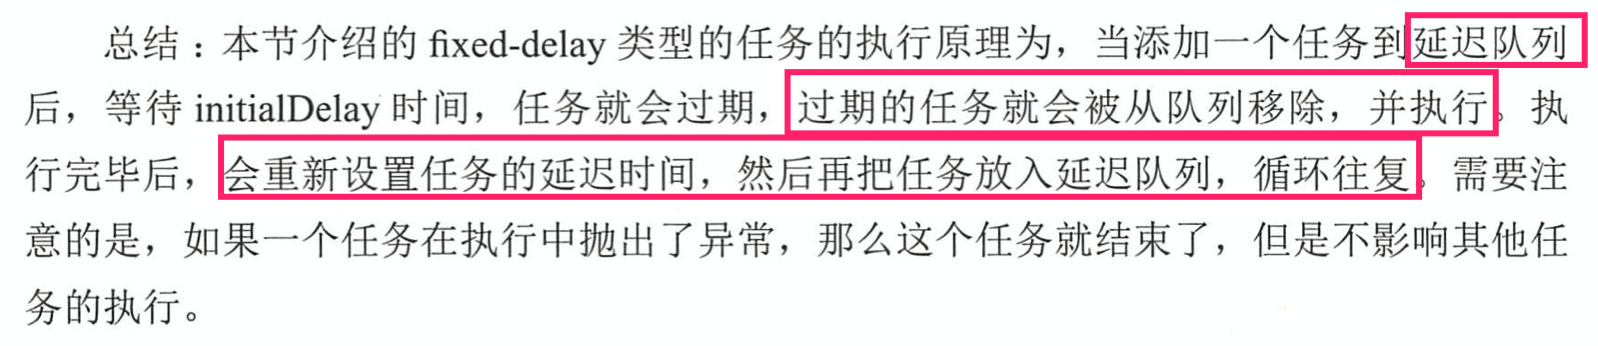 总结：本节介绍的 fixed-delay 类型的任务的执行原理为，当添加一个任务到延迟队列
后，等待 initialDelay 时间，任务就会过期，过期的任务就会被从队列移除，并执行。执
行完毕后，会重新设置任务的延迟时间，然后再把任务放入延迟队列，循环往复。需要注
意的是，如果一个任务在执行中抛出了异常，那么这个任务就结束了，但是不影响其他任
务的执行。